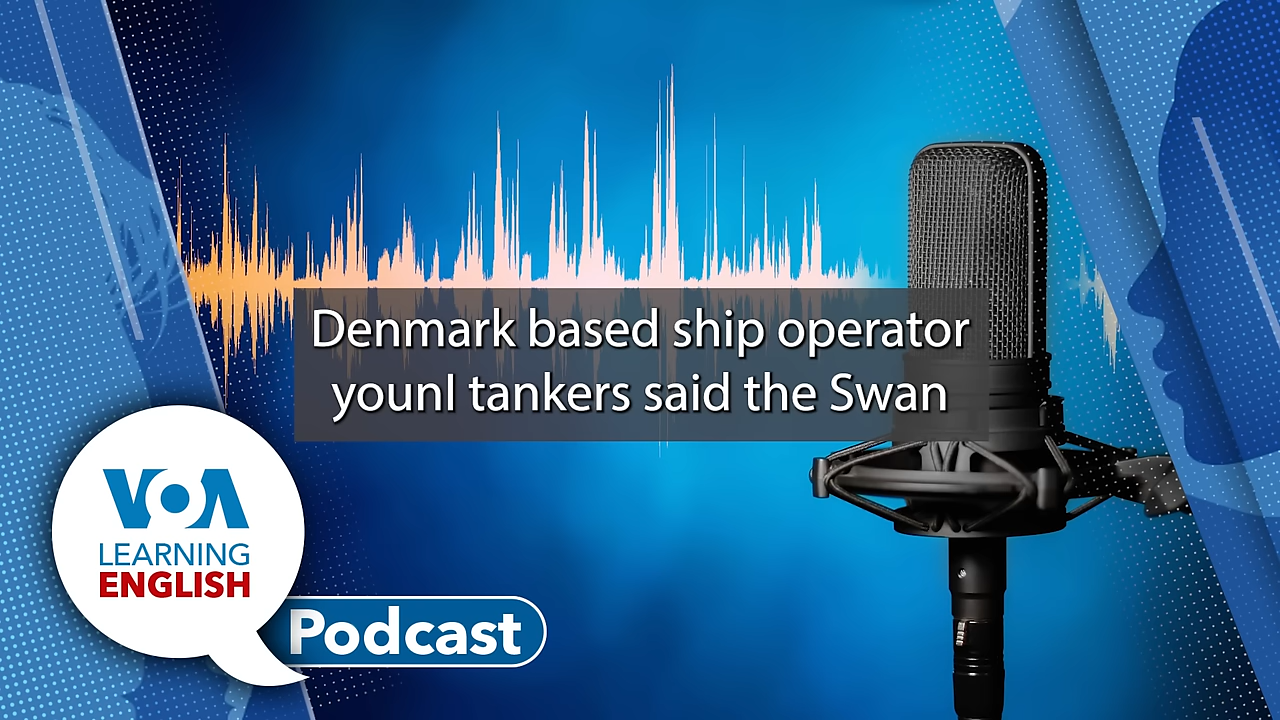 Denmark based ship operator
younl tankers said the Swan
VOA
LEARNING
ENGLISH
Podcast